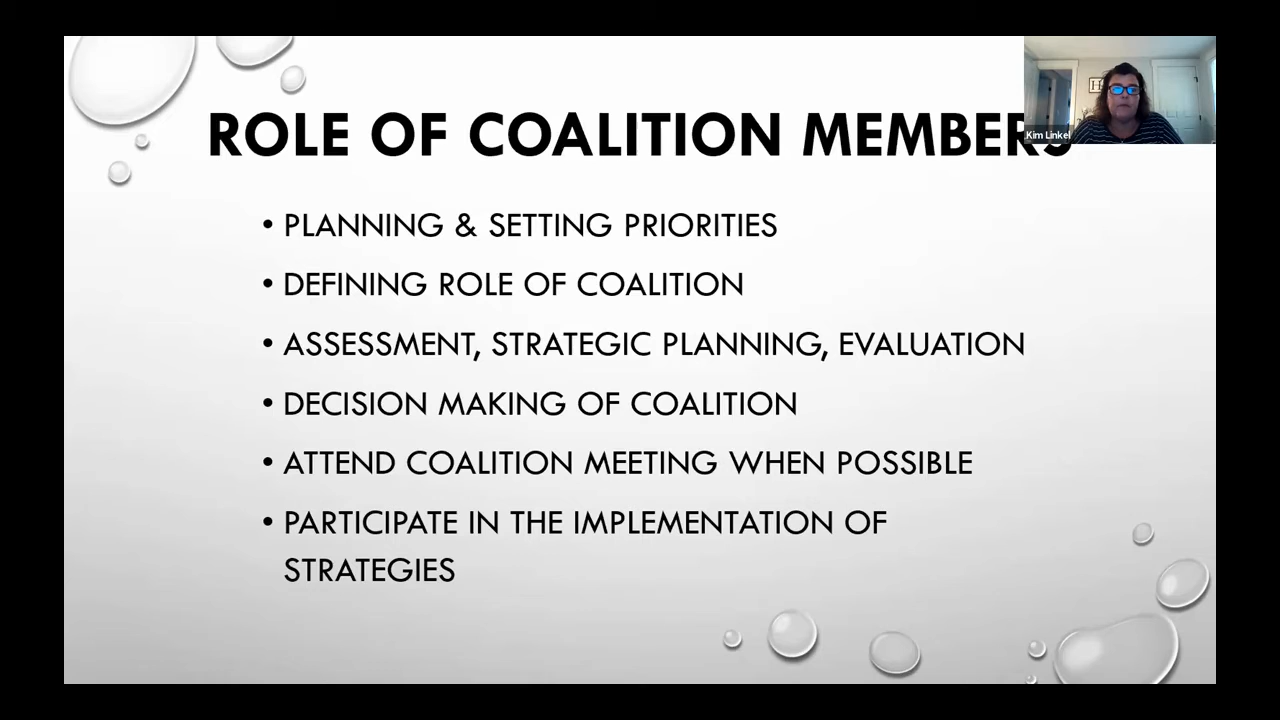 ROLE OF COALITION MEMBERS
Kim Linkel
• PLANNING & SETTING PRIORITIES
• DEFINING ROLE OF COALITION
• ASSESSMENT, STRATEGIC PLANNING, EVALUATION
• DECISION MAKING OF COALITION
• ATTEND COALITION MEETING WHEN POSSIBLE
• PARTICIPATE IN THE IMPLEMENTATION OF
STRATEGIES